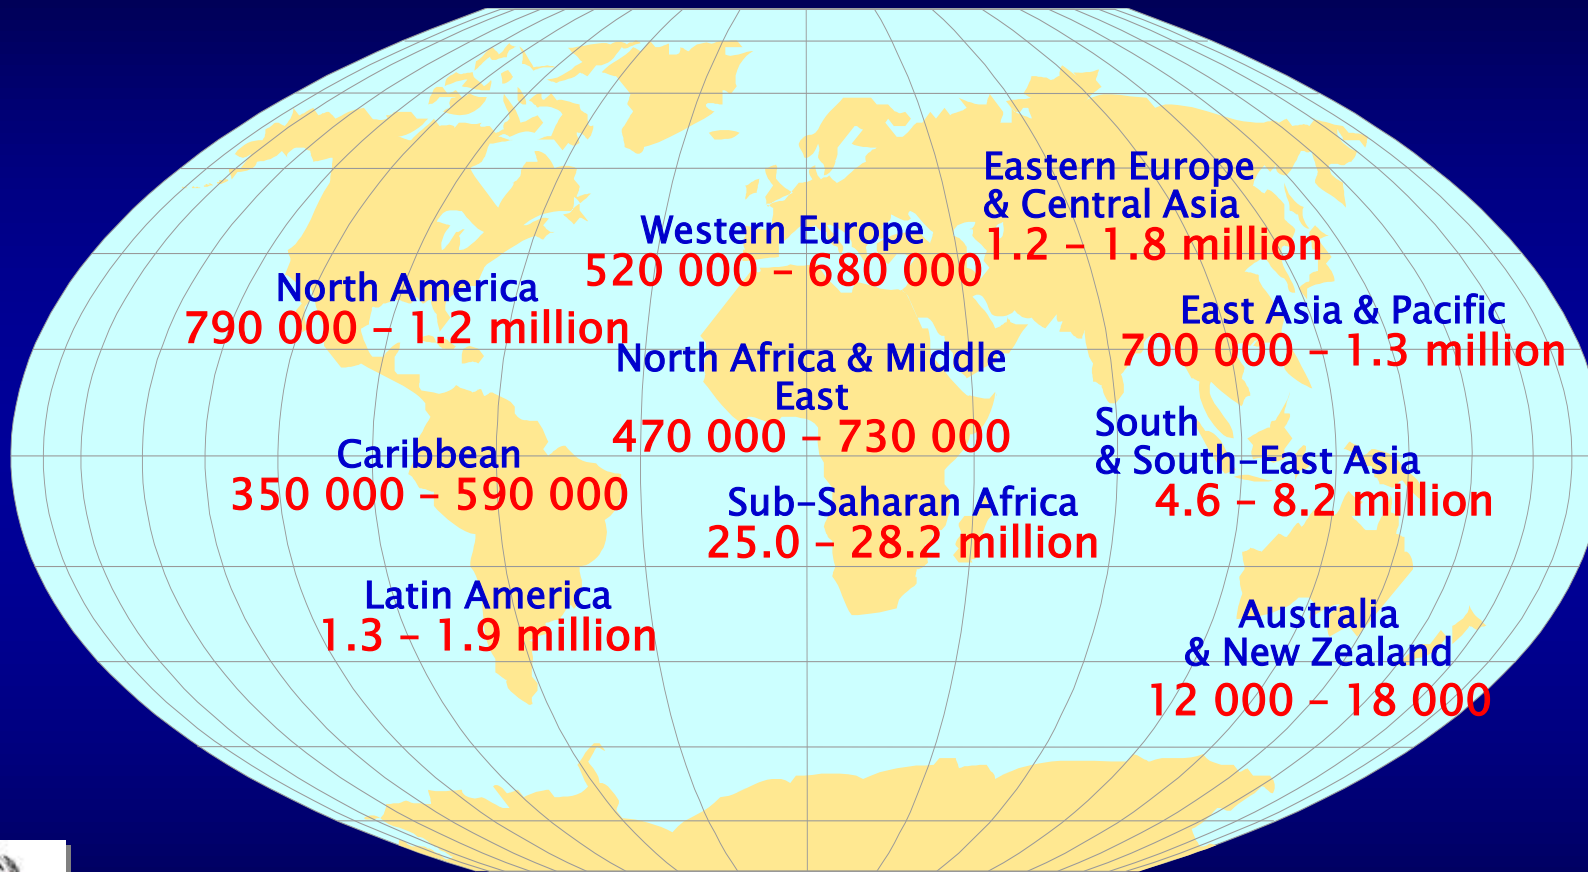 Eastern Europe
& Central Asia
1.2 – 1.8 million
Western Europe
520 000 – 680 000
North America
790 000 – 1.2 million
East Asia & Pacific
700 000 – 1.3 million
North Africa & Middle
East
470 000 – 730 000
South
& South-East Asia
4.6 – 8.2 million
Caribbean
350 000 – 590 000
Sub-Saharan Africa
25.0 – 28.2 million
Latin America
1.3 – 1.9 million
Australia
& New Zealand
12 000 – 18 000